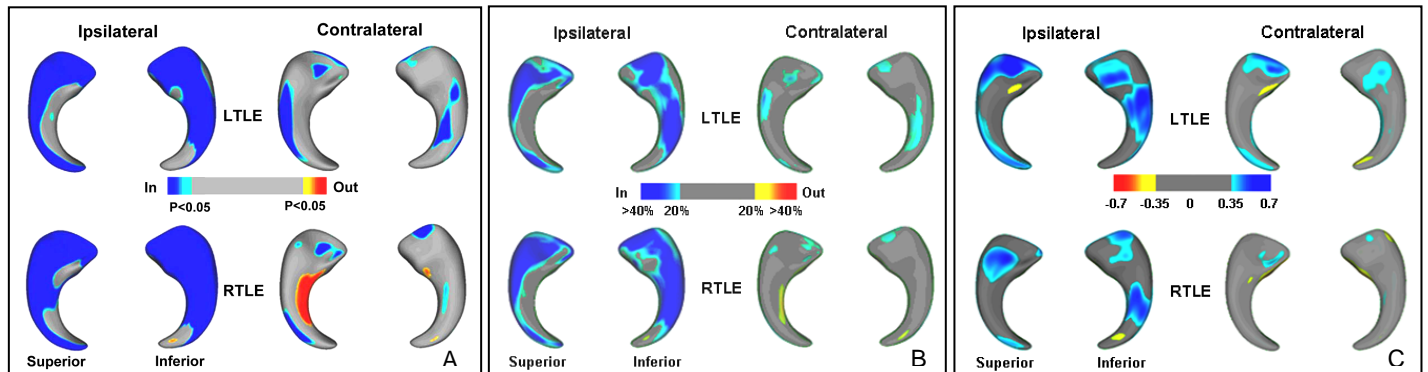 Ipsilateral Contralateral
LTLE
In Out
P<0.05 P<0.05
RTLE
Superior Inferior
A
Ipsilateral Contralateral
LTLE LTLE
In Out
>40% 20% 20% >40%
RTLE RTLE
Superior Inferior
B
Ipsilateral Contralateral
LTLE
-0.7 -0.35 0 0.35 0.7
RTLE
Superior Inferior
C